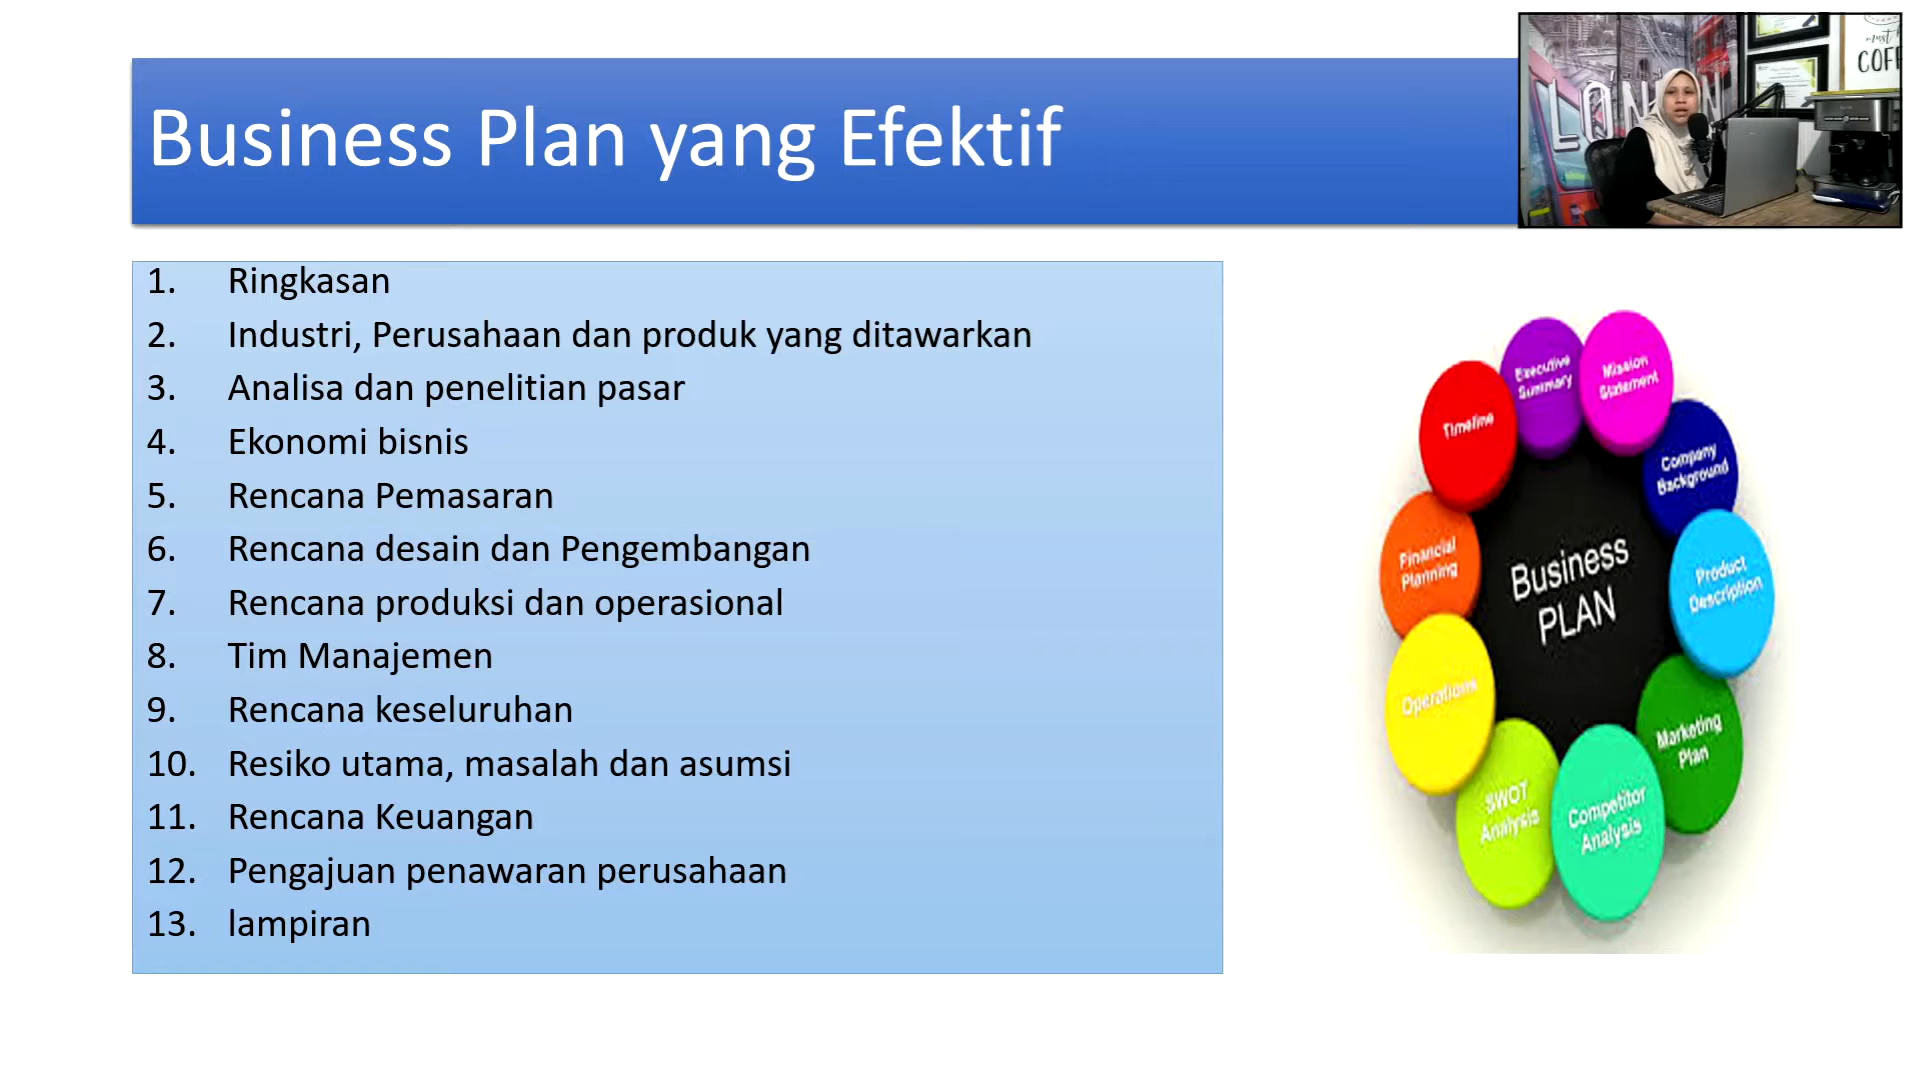 Business Plan yang Efektif
LONDON
must h
COFF
1. Ringkasan
2. Industri, Perusahaan dan produk yang ditawarkan
3. Analisa dan penelitian pasar
4. Ekonomi bisnis
5. Rencana Pemasaran
6. Rencana desain dan Pengembangan
7. Rencana produksi dan operasional
8. Tim Manajemen
9. Rencana keseluruhan
10. Resiko utama, masalah dan asumsi
11. Rencana Keuangan
12. Pengajuan penawaran perusahaan
13. lampiran
Executive
Summary
Mission
Statement
Timeline
Company
Background
Financial
Planning
Business
PLAN
Product
Description
Operations
Marketing
Plan
SWOT
Analysis
Competitor
Analysis